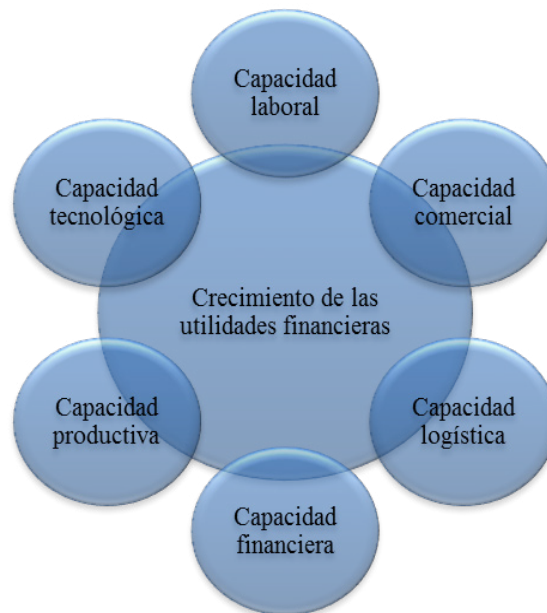 Capacidad
laboral
Capacidad
tecnológica
Capacidad
comercial
Crecimiento de las
utilidades financieras
Capacidad
productiva
Capacidad
logística
Capacidad
financiera